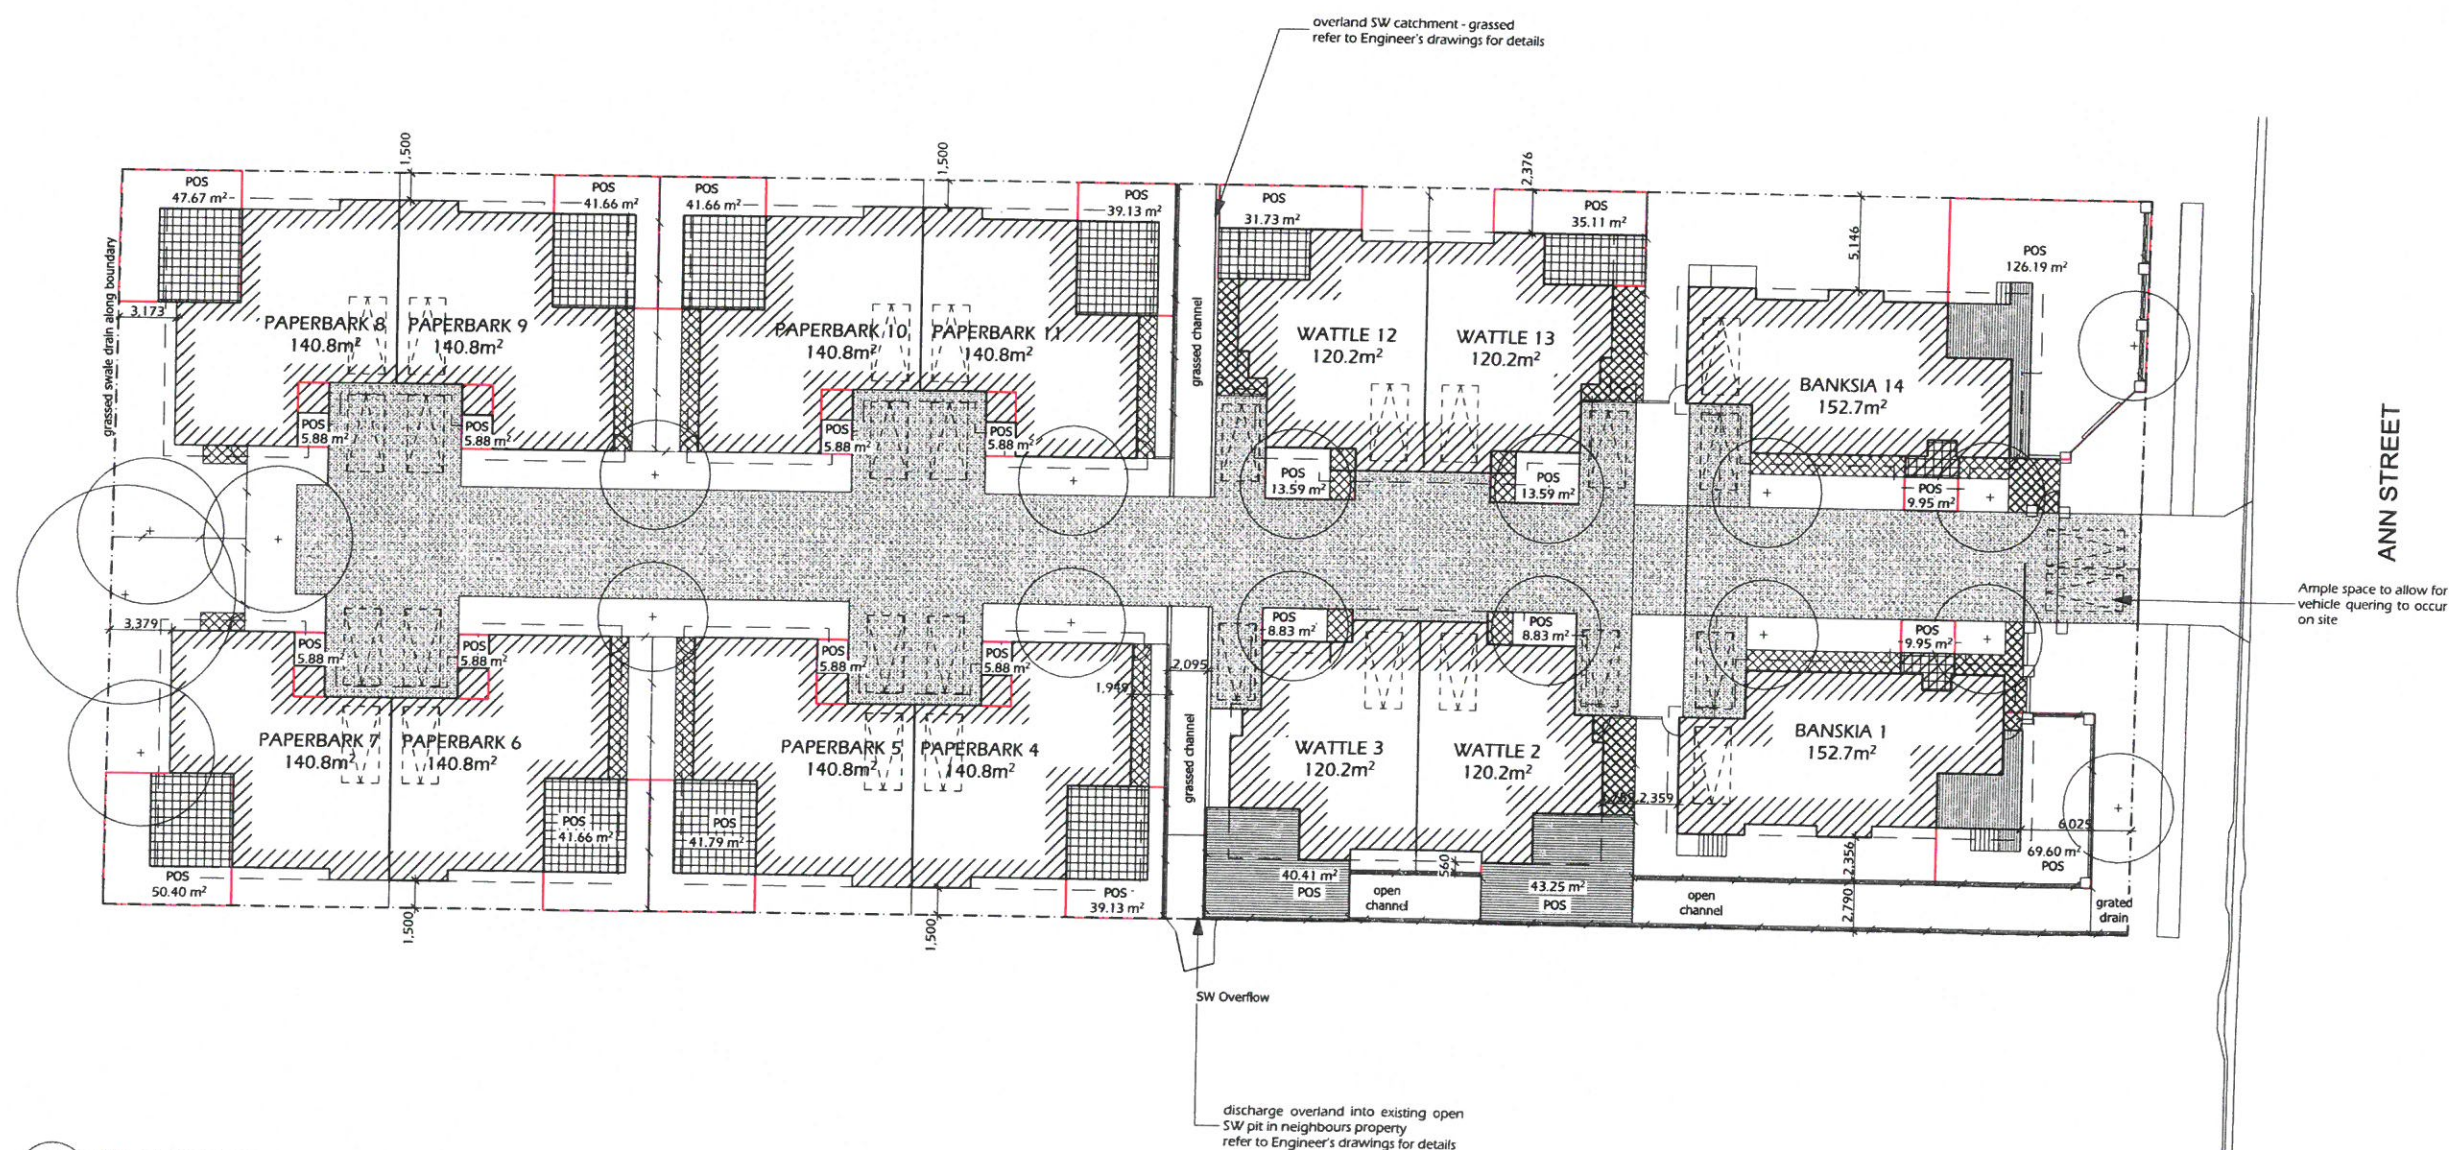 overland SW catchment - grassed
refer to Engineer's drawings for details
1,500
1,500
2,376
POS
47.67 m²
POS
41.66 m²
POS
41.66 m²
POS
39.13 m²
POS
31.73 m²
POS
35.11 m²
5,146
POS
126.19 m²
grassed swale drain along boundary
3,173
PAPERBARK 8
140.8m²
PAPERBARK 9
140.8m²
PAPERBARK 10
140.8m²
PAPERBARK 11
140.8m²
grassed channel
WATTLE 12
120.2m²
WATTLE 13
120.2m²
BANKSIA 14
152.7m²
POS
5.88 m²
POS
5.88 m²
POS
5.88 m²
POS
5.88 m²
POS
13.59 m²
POS
13.59 m²
POS
9.95 m²
ANN STREET
Ample space to allow for
vehicle quering to occur
on site
3,379
POS
5.88 m²
POS
5.88 m²
POS
5.88 m²
POS
5.88 m²
POS
8.83 m²
POS
8.83 m²
POS
9.95 m²
2,095
1,949
PAPERBARK 7
140.8m²
PAPERBARK 6
140.8m²
PAPERBARK 5
140.8m²
PAPERBARK 4
140.8m²
grassed channel
WATTLE 3
120.2m²
WATTLE 2
120.2m²
BANSKIA 1
152.7m²
2,359
6,025
POS
41.66 m²
POS
41.79 m²
2,356
69.60 m²
POS
POS
50.40 m²
POS
39.13 m²
40.41 m²
POS
open
channel
560
43.25 m²
POS
open
channel
2,790
grated
drain
1,500
1,500
SW Overflow
discharge overland into existing open
SW pit in neighbours property
refer to Engineer's drawings for details